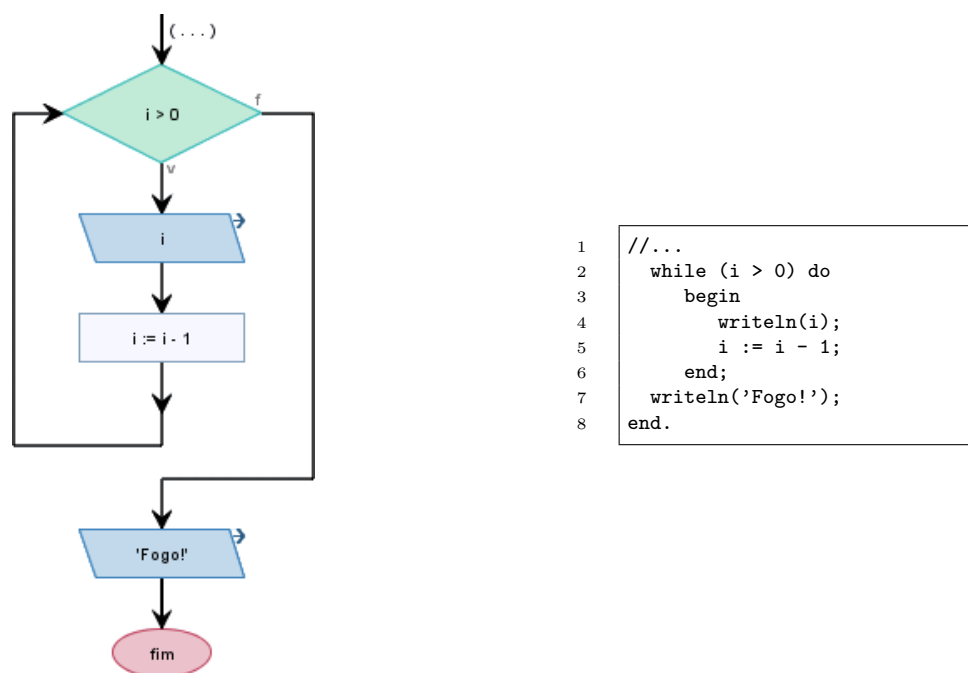 (...)
i > 0
f
v
i
i := i - 1
'Fogo!'
fim
1 //...
2 while (i > 0) do
3 begin
4 writeln(i);
5 i := i - 1;
6 end;
7 writeln('Fogo!');
8 end.